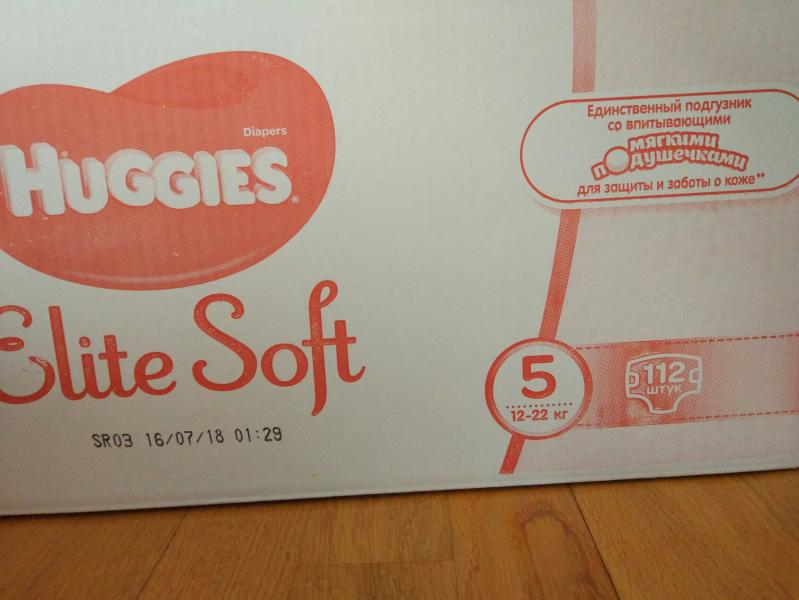 Diapers
HUGGIES®
Elite Soft
SR03 16/07/18 01:29
Единственный подгузник
со впитывающими
мягкими
подушечками
для защиты и заботы о коже**
5
12-22 кг
112
штук